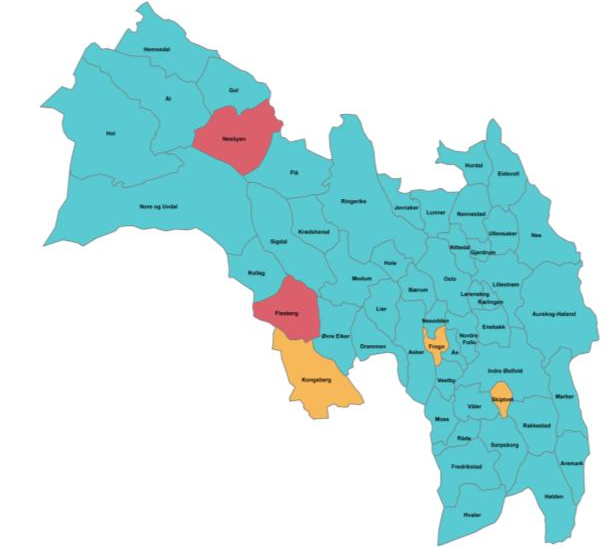 Hemsedal
Gol
Ål
Hol
Nesbyen
Flå
Nore og Uvdal
Ringerike
Hurdal
Eidsvoll
Jevnaker
Lunner
Nannestad
Krødsherad
Sigdal
Ullensaker
Nes
Nittedal
Gjerdrum
Hole
Rollag
Modum
Oslo
Bærum
Lillestrøm
Lørenskog
Rælingen
Flesberg
Lier
Aurskog-Høland
Nesodden
Enebakk
Øvre Eiker
Nordre
Follo
Drammen
Asker
Frogn
Ås
Indre Østfold
Kongsberg
Vestby
Marker
Skiptvet
Våler
Moss
Rakkestad
Råde
Sarpsborg
Fredrikstad
Aremark
Halden
Hvaler